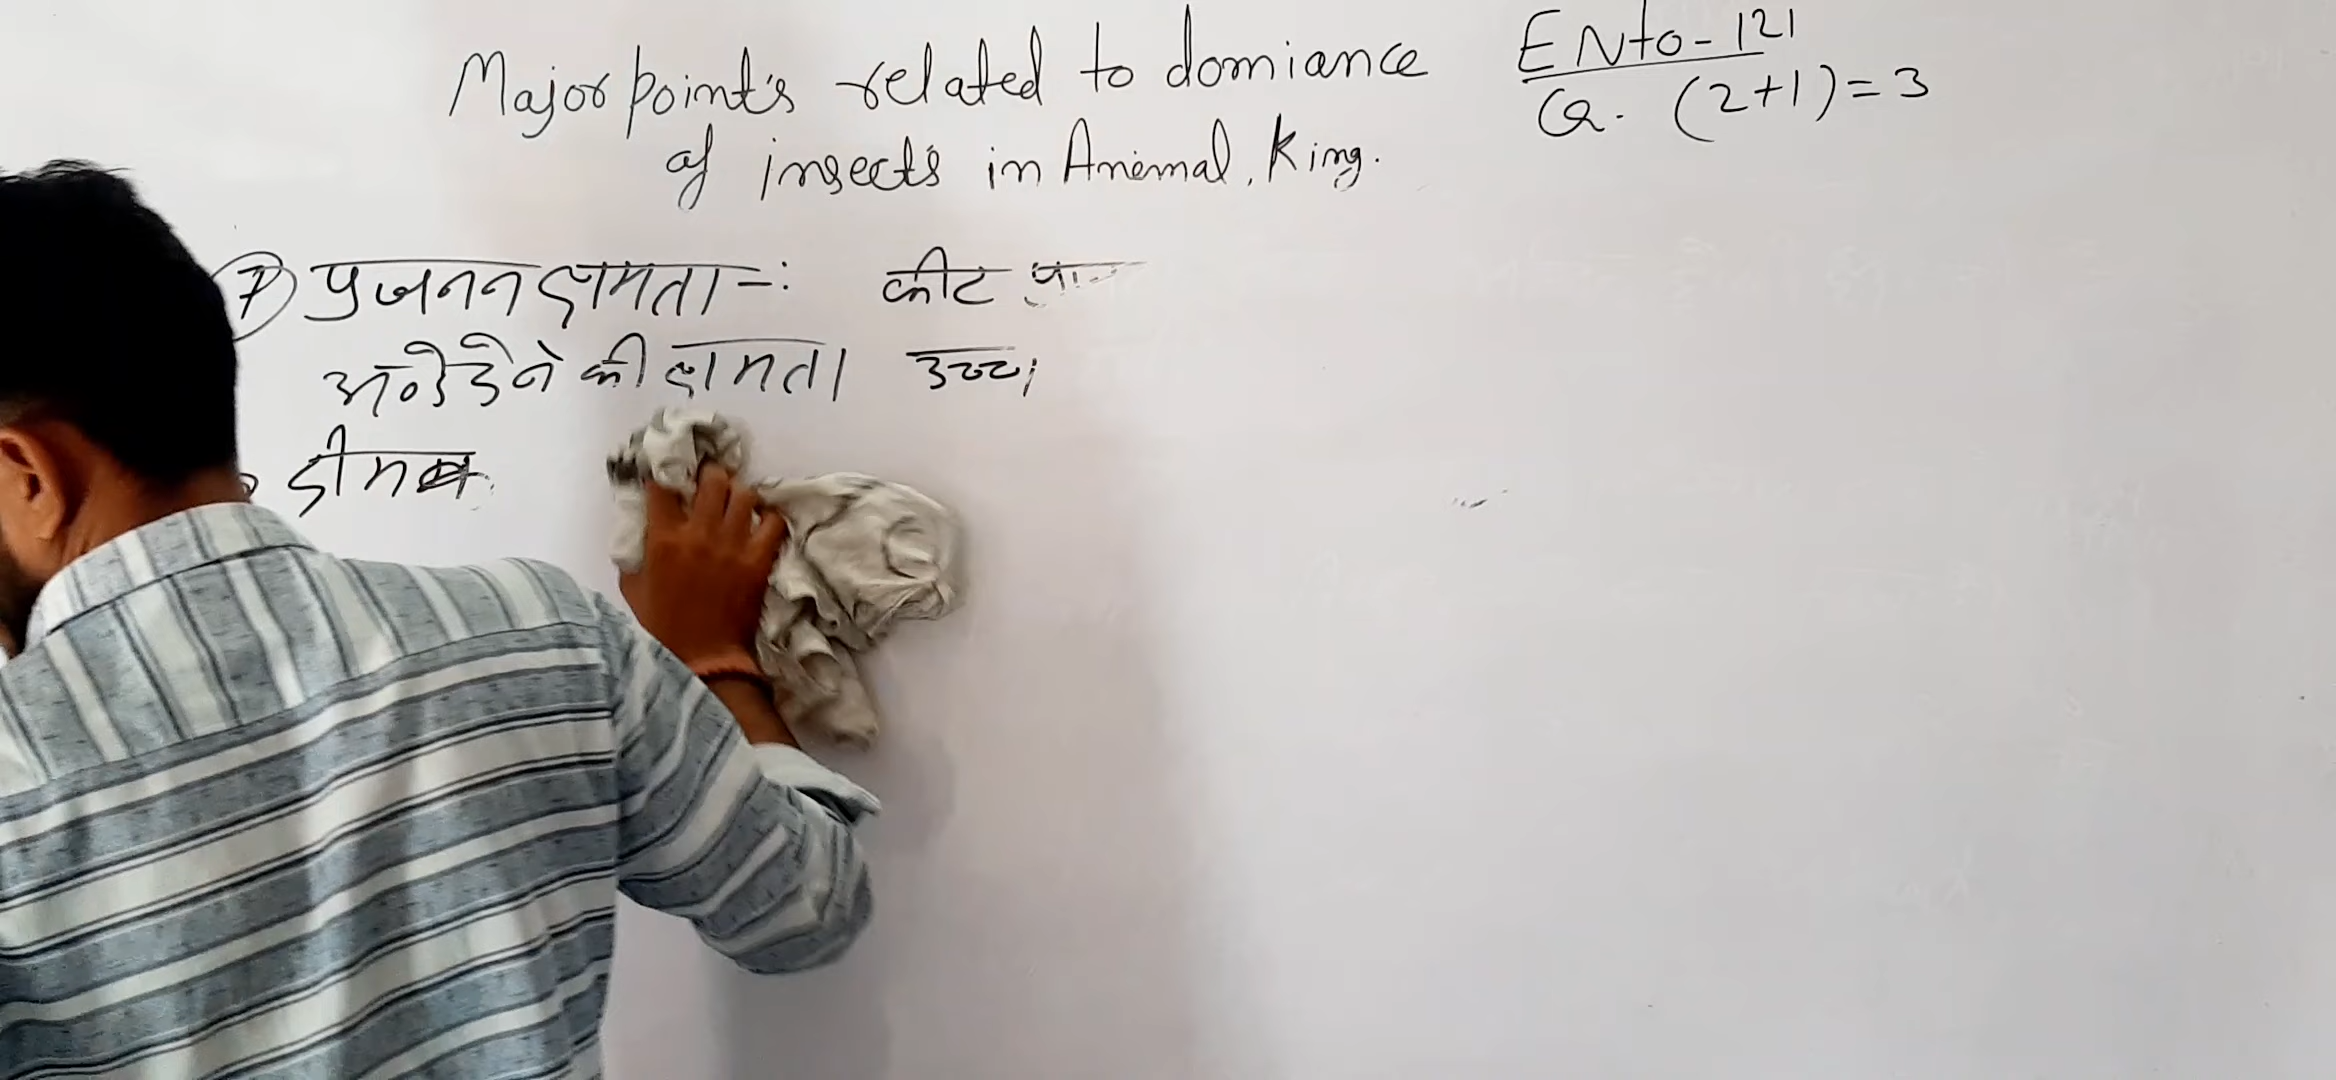 Major points related to domiance
of insects in Animal. King.
ENto-121
Q. (2+1)=3
7) प्रजनन क्षमता -: कीट
अण्डे देने की क्षमता उच्च
दीमक